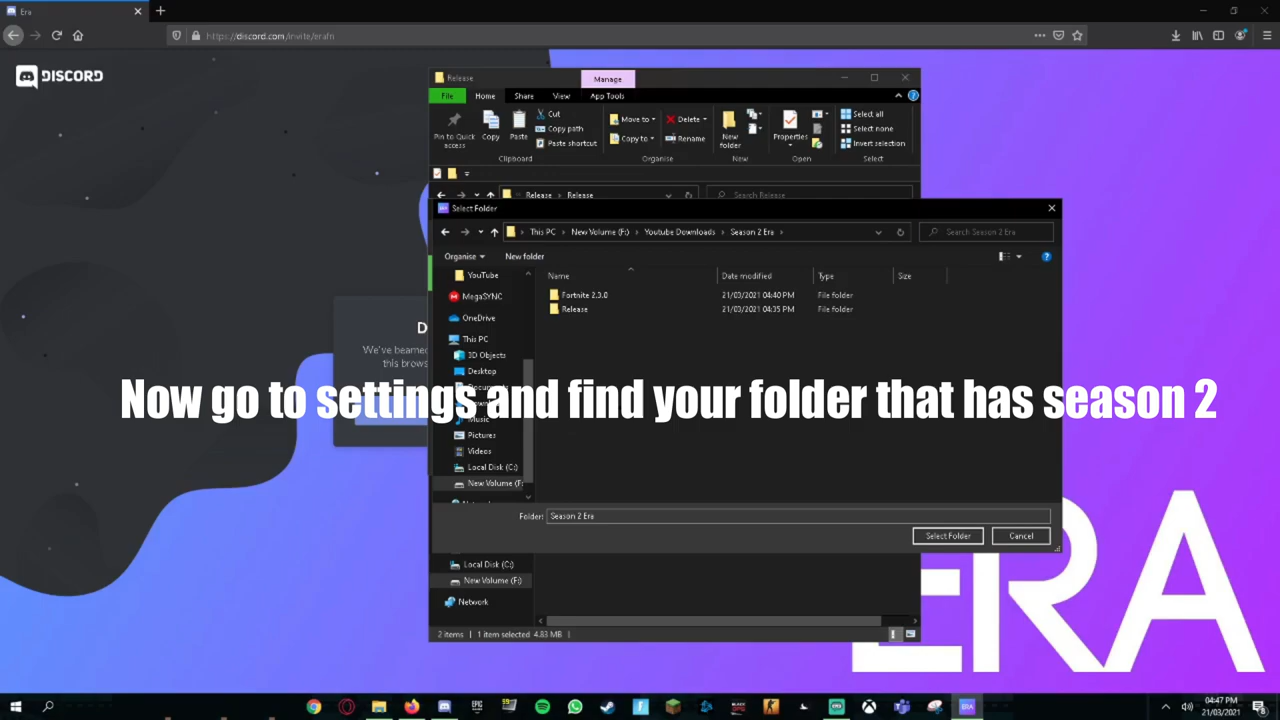 Era
https://discord.com/invite/erafn
DISCORD
Release
Manage
File
Home
Share
View
App Tools
Pin to Quick access
Copy
Paste
Cut
Copy path
Paste shortcut
Move to
Copy to
Delete
Rename
New folder
Properties
Select all
Select none
Invert selection
Clipboard
Organise
New
Open
Select
Release
Release
Search Release
Select Folder
This PC
New Volume (F:)
Youtube Downloads
Season 2 Era
Search Season 2 Era
Organise
New folder
Name
Date modified
Type
Size
YouTube
MegaSYNC
OneDrive
This PC
3D Objects
Desktop
Music
Pictures
Videos
Local Disk (C:)
New Volume (F:
Fortnite 2.3.0
21/03/2021 04:40 PM
File folder
Release
21/03/2021 04:35 PM
File folder
D
We've beamed
this brows
Now go to settings and find your folder that has season 2
Folder:
Season 2 Era
Select Folder
Cancel
Local Disk (C:)
New Volume (F:)
Network
2 items
1 item selected 4.83 MB
ERA
04:47 PM
21/03/2021